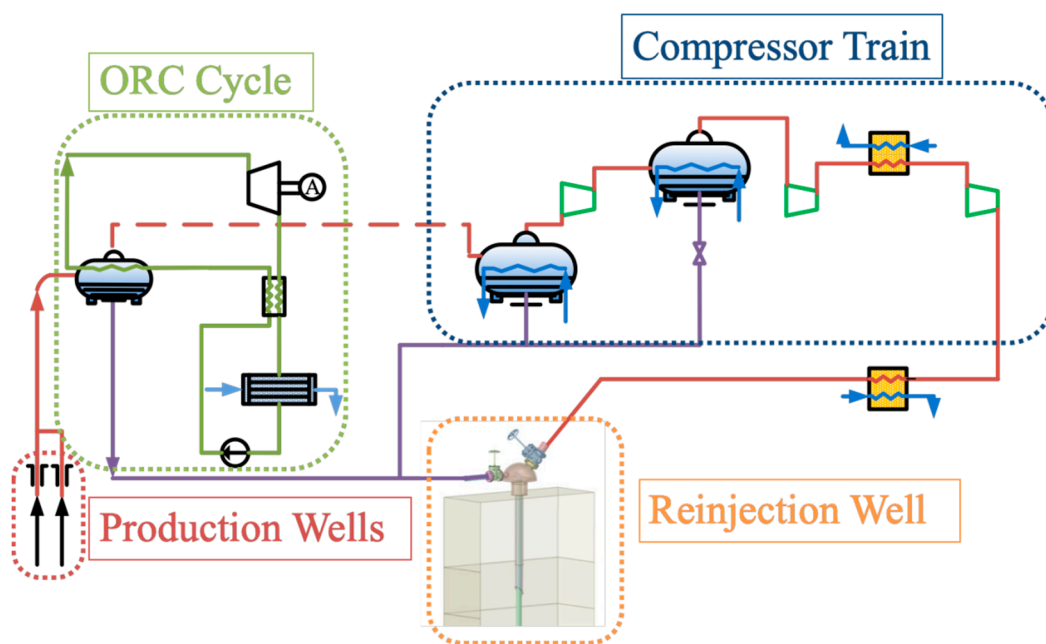 Compressor Train
ORC Cycle
A
Production Wells
Reinjection Well